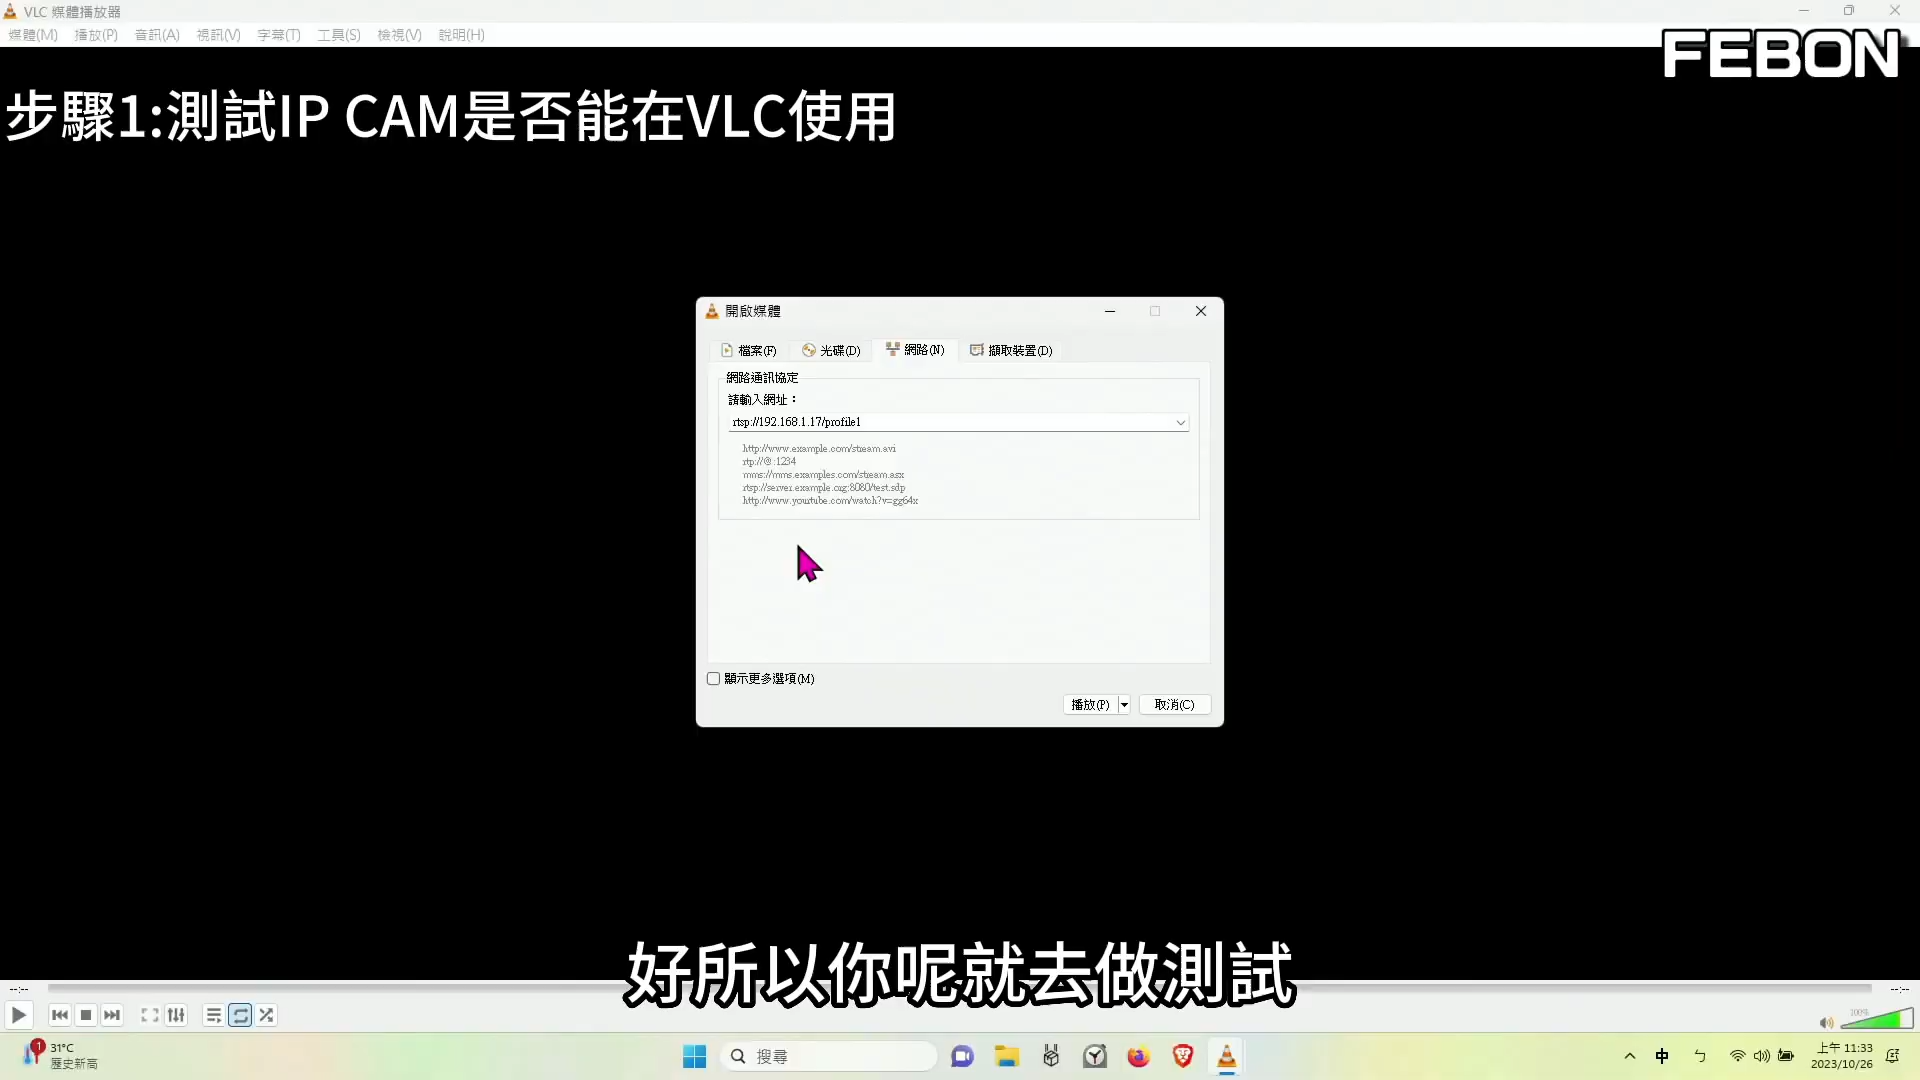 VLC 媒體播放器
媒體(M) 播放(P) 音訊(A) 視訊(V) 字幕(T) 工具(S) 檢視(V) 說明(H)
FEBON
步驟1:測試IP CAM是否能在VLC使用
開啟媒體
檔案(F) 光碟(D) 網路(N) 擷取裝置(D)
網路通訊協定
請輸入網址：
rtsp://192.168.1.17/profile1
http://www.example.com/stream.avi
rtp://@:1234
mms://mms.examples.com/stream.asx
rtsp://server.example.org:8080/test.sdp
http://www.yourtube.com/watch?v=gg64x
顯示更多選項(M)
播放(P) 取消(C)
好所以你呢就去做測試
--:-- --:--
100%
1 31°C
歷史新高
搜尋
中 ㄅ
上午 11:33
2023/10/26